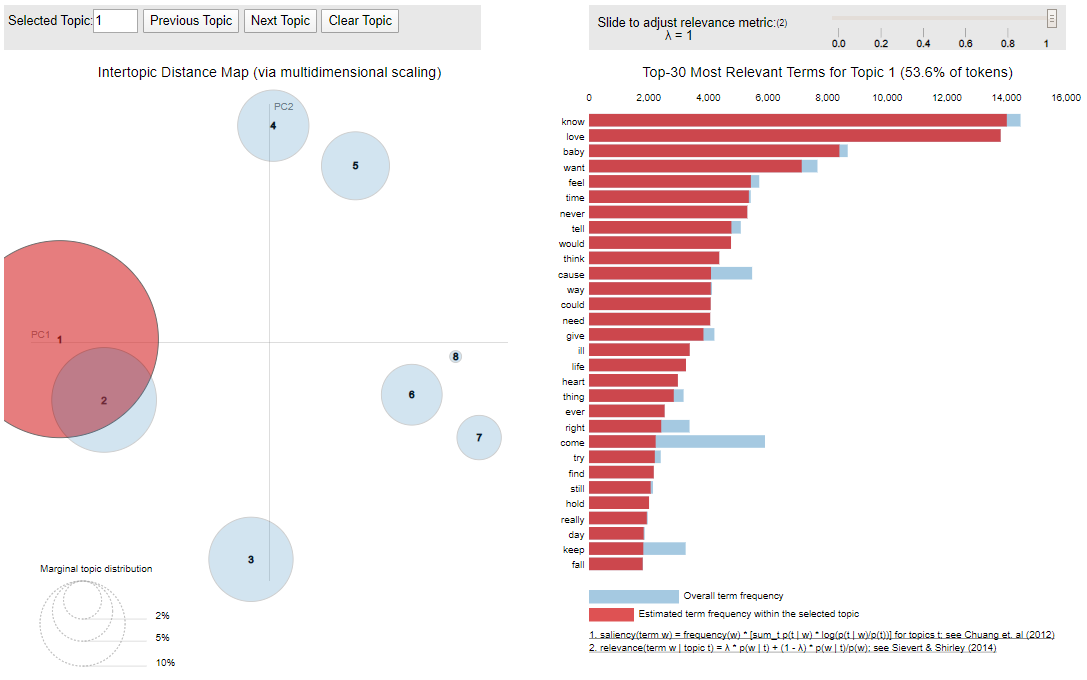 Selected Topic: 1 Previous Topic Next Topic Clear Topic
Slide to adjust relevance metric:(2)
λ = 1
0.0 0.2 0.4 0.6 0.8 1
Intertopic Distance Map (via multidimensional scaling)
PC2
4
5
PC1
1
2
8
6
7
3
Marginal topic distribution
2%
5%
10%
Top-30 Most Relevant Terms for Topic 1 (53.6% of tokens)
0 2,000 4,000 6,000 8,000 10,000 12,000 14,000 16,000
know
love
baby
want
feel
time
never
tell
would
think
cause
way
could
need
give
ill
life
heart
thing
ever
right
come
try
find
still
hold
really
day
keep
fall
Overall term frequency
Estimated term frequency within the selected topic
1. saliency(term w) = frequency(w) * [sum_t p(t | w) * log(p(t | w)/p(t))] for topics t; see Chuang et. al (2012)
2. relevance(term w | topic t) = λ * p(w | t) + (1 - λ) * p(w | t)/p(w); see Sievert & Shirley (2014)